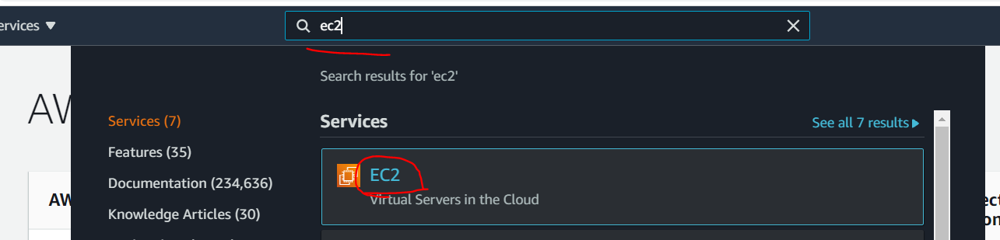 ervices ▼
ec2
Search results for 'ec2'
AW
Services (7)
Services
See all 7 results ▶
Features (35)
EC2
Documentation (234,636)
Virtual Servers in the Cloud
AW
Knowledge Articles (30)
ect
on